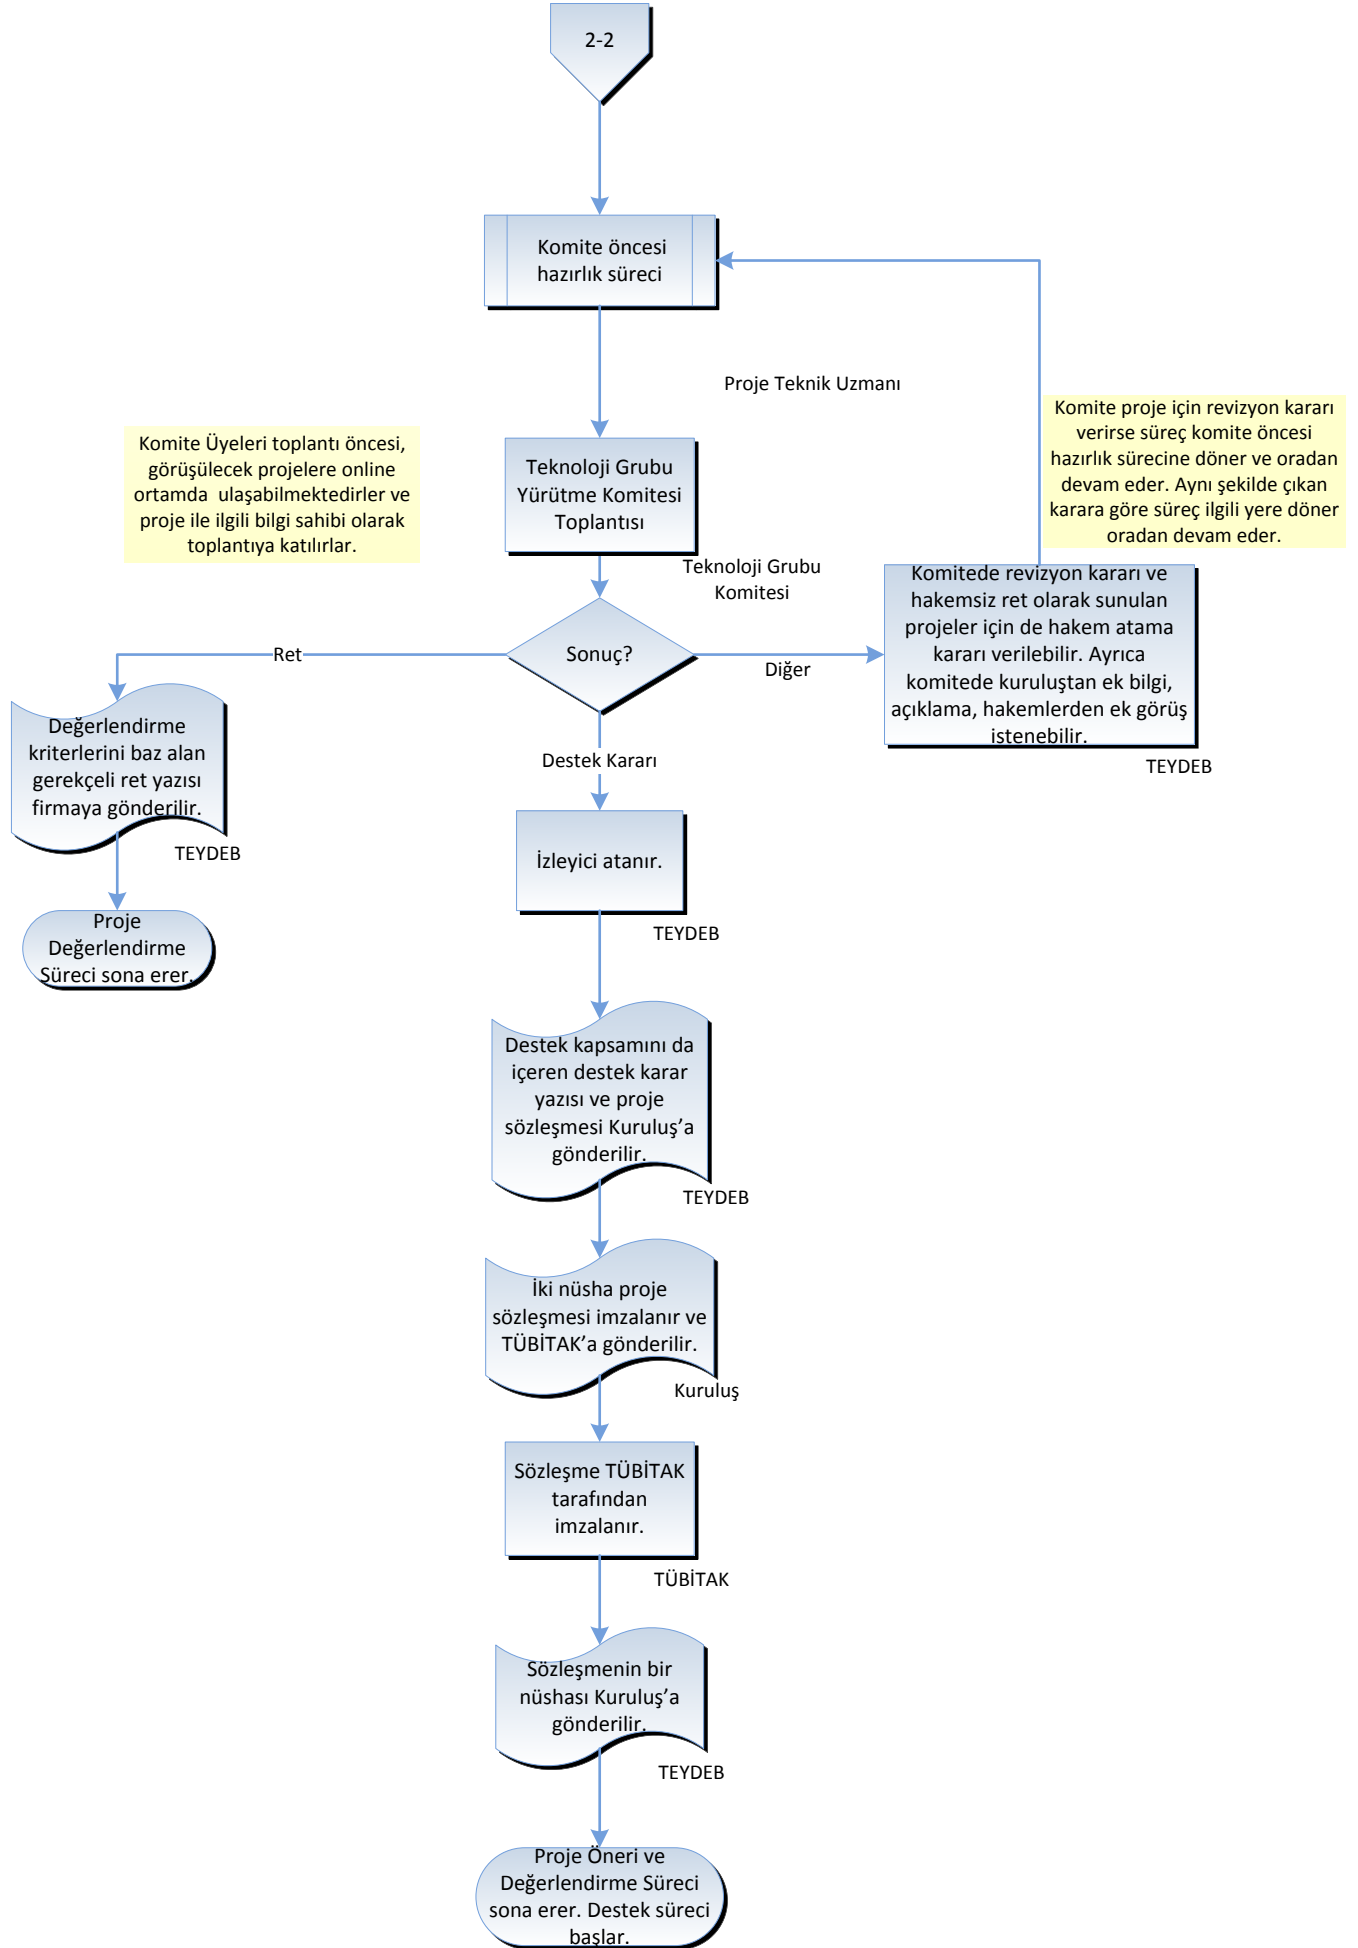 2-2
Komite öncesi
hazırlık süreci
Proje Teknik Uzmanı
Komite Üyeleri toplantı öncesi,
görüşülecek projelere online
ortamda  ulaşabilmektedirler ve
proje ile ilgili bilgi sahibi olarak
toplantıya katılırlar.
Teknoloji Grubu
Yürütme Komitesi
Toplantısı
Komite proje için revizyon kararı
verirse süreç komite öncesi
hazırlık sürecine döner ve oradan
devam eder. Aynı şekilde çıkan
karara göre süreç ilgili yere döner
oradan devam eder.
Teknoloji Grubu
Komitesi
Sonuç?
Ret
Diğer
Komitede revizyon kararı ve
hakemsiz ret olarak sunulan
projeler için de hakem atama
kararı verilebilir. Ayrıca
komitede kuruluştan ek bilgi,
açıklama, hakemlerden ek görüş
istenebilir.
TEYDEB
Değerlendirme
kriterlerini baz alan
gerekçeli ret yazısı
firmaya gönderilir.
TEYDEB
Proje
Değerlendirme
Süreci sona erer.
Destek Kararı
İzleyici atanır.
TEYDEB
Destek kapsamını da
içeren destek karar
yazısı ve proje
sözleşmesi Kuruluş’a
gönderilir.
TEYDEB
İki nüsha proje
sözleşmesi imzalanır ve
TÜBİTAK’a gönderilir.
Kuruluş
Sözleşme TÜBİTAK
tarafından
imzalanır.
TÜBİTAK
Sözleşmenin bir
nüshası Kuruluş’a
gönderilir.
TEYDEB
Proje Öneri ve
Değerlendirme Süreci
sona erer. Destek süreci
başlar.